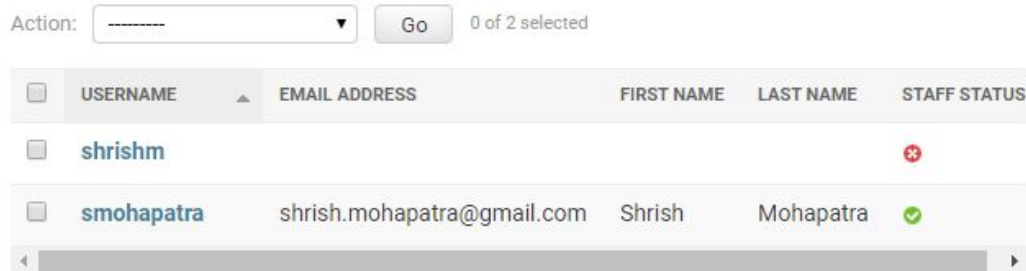 Action: --------- Go 0 of 2 selected
USERNAME EMAIL ADDRESS FIRST NAME LAST NAME STAFF STATUS
shrishm
smohapatra shrish.mohapatra@gmail.com Shrish Mohapatra